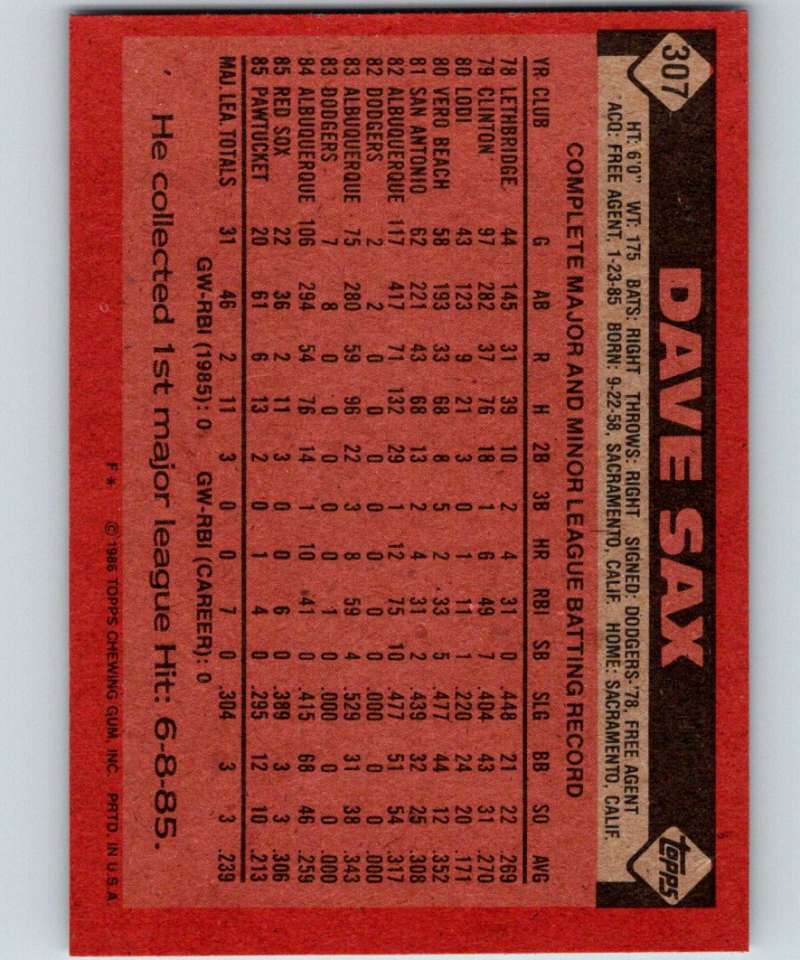 307
DAVE SAX
topps
HT: 6'0" WT: 175 BATS: RIGHT THROWS: RIGHT SIGNED: DODGERS-'78, FREE AGENT
ACQ: FREE AGENT, 1-23-85 BORN: 9-22-58, SACRAMENTO, CALIF. HOME: SACRAMENTO, CALIF.
COMPLETE MAJOR AND MINOR LEAGUE BATTING RECORD
YR CLUB G AB R H 2B 3B HR RBI SB SLG BB SO AVG
78 LETHBRIDGE 44 145 31 39 10 2 4 31 0 .448 21 22 .269
79 CLINTON 97 282 37 76 18 1 6 49 7 .404 43 31 .270
80 LODI 43 123 9 21 3 0 1 11 1 .220 24 20 .171
80 VERO BEACH 58 193 33 68 8 5 2 33 5 .477 44 12 .352
81 SAN ANTONIO 62 221 43 68 13 2 4 31 2 .439 32 25 .308
82 ALBUQUERQUE 117 417 71 132 29 1 12 75 10 .477 51 54 .317
82 DODGERS 2 2 0 0 0 0 0 0 0 .000 0 0 .000
83 ALBUQUERQUE 75 280 59 96 22 3 8 59 4 .529 31 38 .343
83 DODGERS 7 8 0 0 0 0 0 1 0 .000 0 0 .000
84 ALBUQUERQUE 106 294 54 76 14 1 10 41 0 .415 68 46 .259
85 RED SOX 22 36 2 11 3 0 0 6 0 .389 3 3 .306
85 PAWTUCKET 20 61 6 13 2 0 1 4 0 .295 12 10 .213
MAJ. LEA. TOTALS 31 46 2 11 3 0 0 7 0 .304 3 3 .239
GW-RBI (1985): 0 GW-RBI (CAREER): 0
He collected 1st major league Hit: 6-8-85.
F* © 1986 TOPPS CHEWING GUM, INC. PRTD. IN U.S.A.